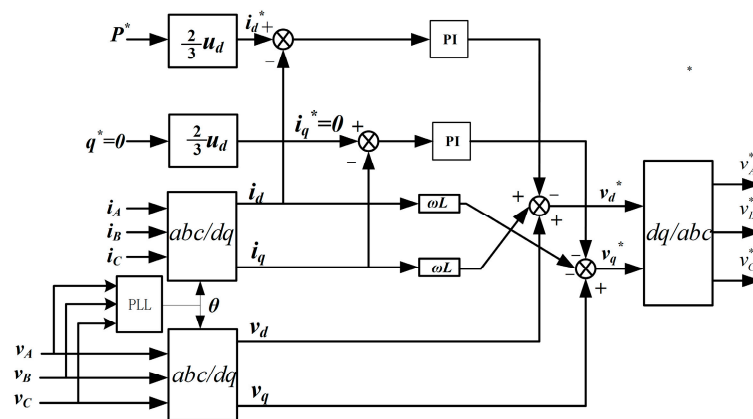 P* 2/3 u_d i_d* + − PI
*
q*=0 2/3 u_d i_q*=0 + − PI
i_A
i_B
i_C
abc/dq
i_d
i_q
ωL
ωL
+ − +
v_d*
− − +
v_q*
dq/abc
v_A*
PLL
θ
v_A
v_B
v_C
abc/dq
v_d
v_q